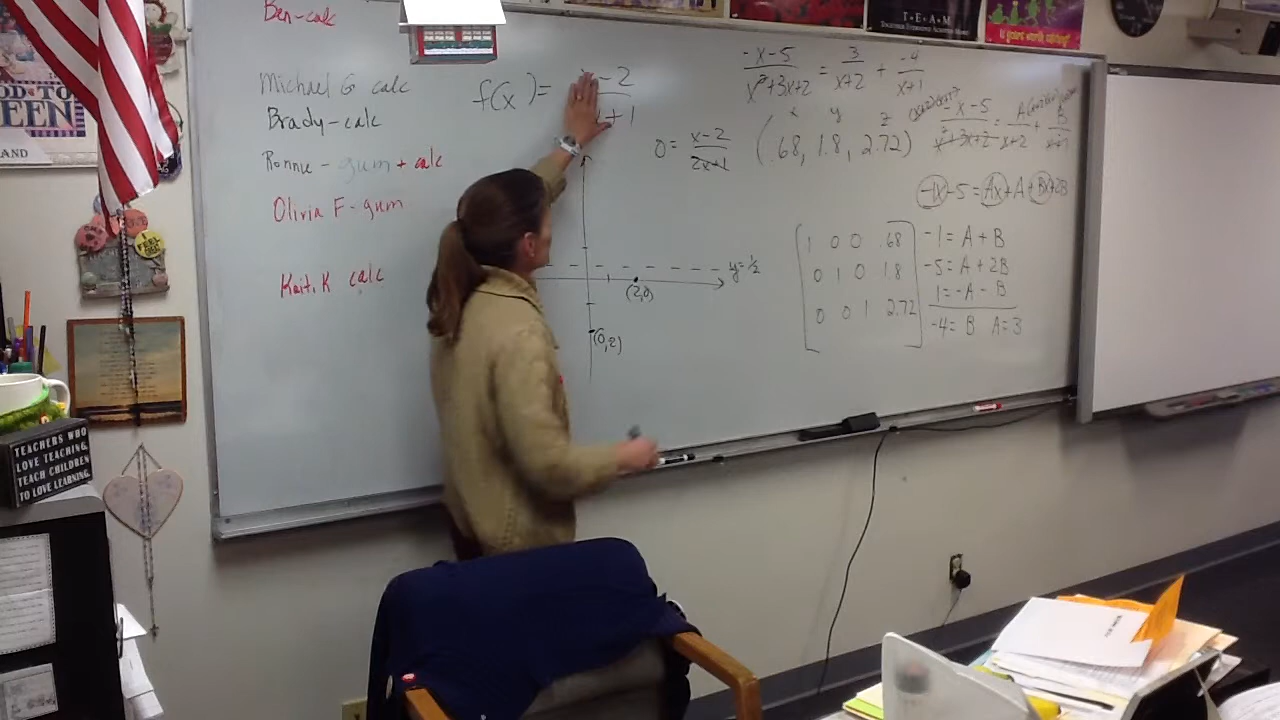 Ben-calc
Michael G calc
Brady-calc
Ronnie - gum + calc
Olivia F- gum
Kait. K calc
f(x) = -2
+1
0 = x-2
2x+1
y=½
(2,0)
(0,2)
-x-5 = 3 + -4
x²+3x+2 x+2 x+1
x y z
(.68, 1.8, 2.72)
-x-5 = A + B
x²+3x+2 x+2 x+1
-1x-5 = Ax+A+Bx+2B
1 0 0 .68
0 1 0 1.8
0 0 1 2.72
-1 = A + B
-5 = A + 2B
1 = -A - B
-4 = B A = 3
T.E.A.M
TEACHERS WHO
LOVE TEACHING,
TEACH CHILDREN
TO LOVE LEARNING.